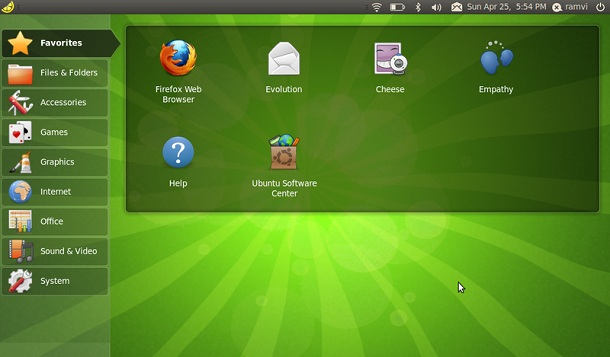 Sun Apr 25, 5:54 PM ramvi
Favorites
Files & Folders
Accessories
Games
Graphics
Internet
Office
Sound & Video
System
Firefox Web
Browser
Evolution
Cheese
Empathy
Help
Ubuntu Software
Center